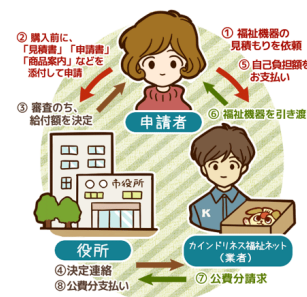 ② 購入前に、
「見積書」「申請書」
「商品案内」などを
添付して申請
① 福祉機器の
見積もりを依頼
⑤ 自己負担額を
お支払い
③ 審査のち、
給付額を決定
申請者
⑥ 福祉機器を引き渡
○○市役所
K
役所
カインドリネス福祉ネット
(業者)
④決定連絡
⑧公費分支払い
⑦ 公費分請求